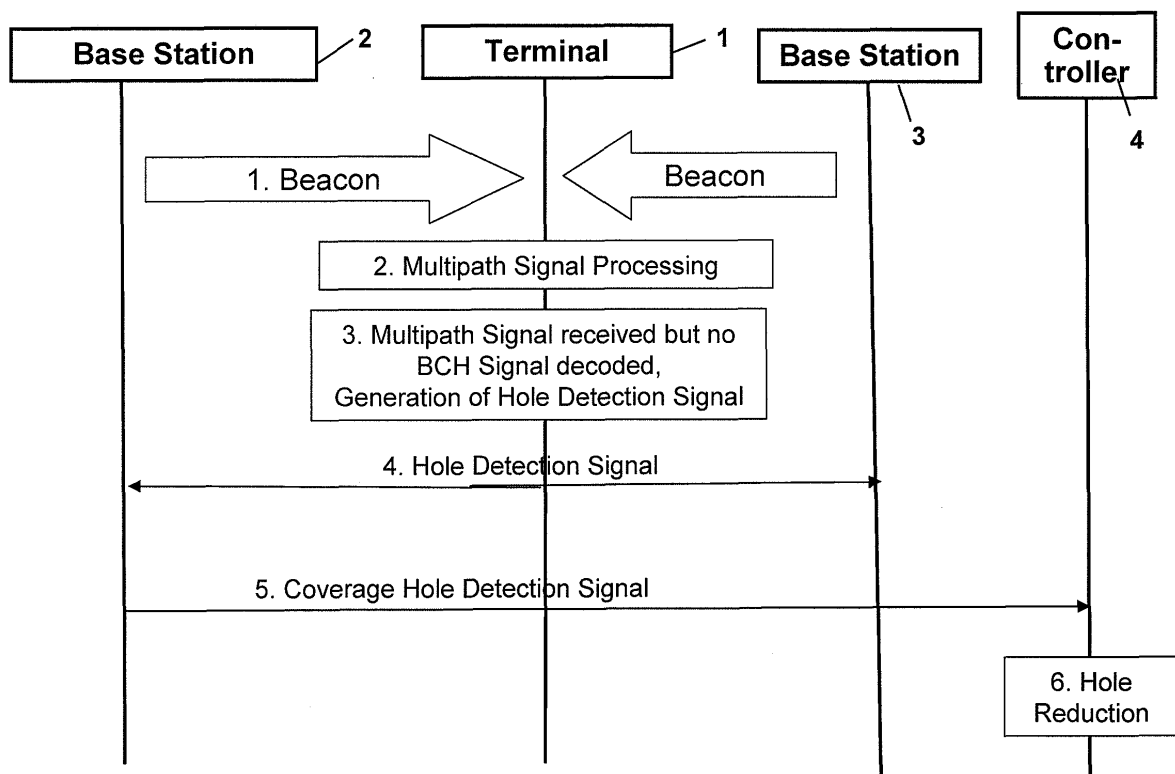 Base Station
2
Terminal
1
Base Station
3
Con-
troller
4
1. Beacon
Beacon
2. Multipath Signal Processing
3. Multipath Signal received but no
BCH Signal decoded,
Generation of Hole Detection Signal
4. Hole Detection Signal
5. Coverage Hole Detection Signal
6. Hole
Reduction